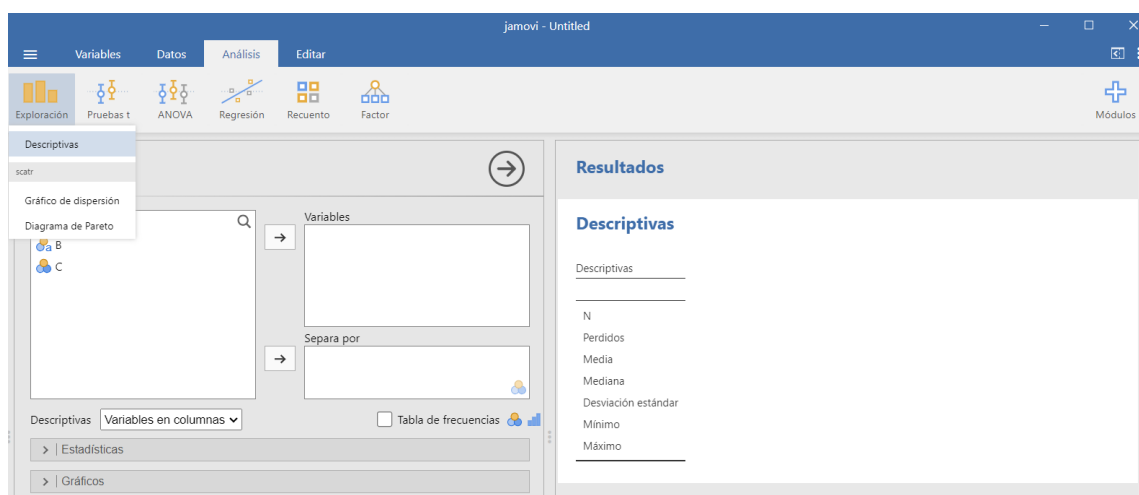 jamovi - Untitled
Variables Datos Análisis Editar
Exploración Pruebas t ANOVA Regresión Recuento Factor Módulos
Descriptivas
scatr
Gráfico de dispersión
Diagrama de Pareto
B
C
Variables
Separa por
Descriptivas Variables en columnas Tabla de frecuencias
Estadísticas
Gráficos
Resultados
Descriptivas
Descriptivas
N
Perdidos
Media
Mediana
Desviación estándar
Mínimo
Máximo